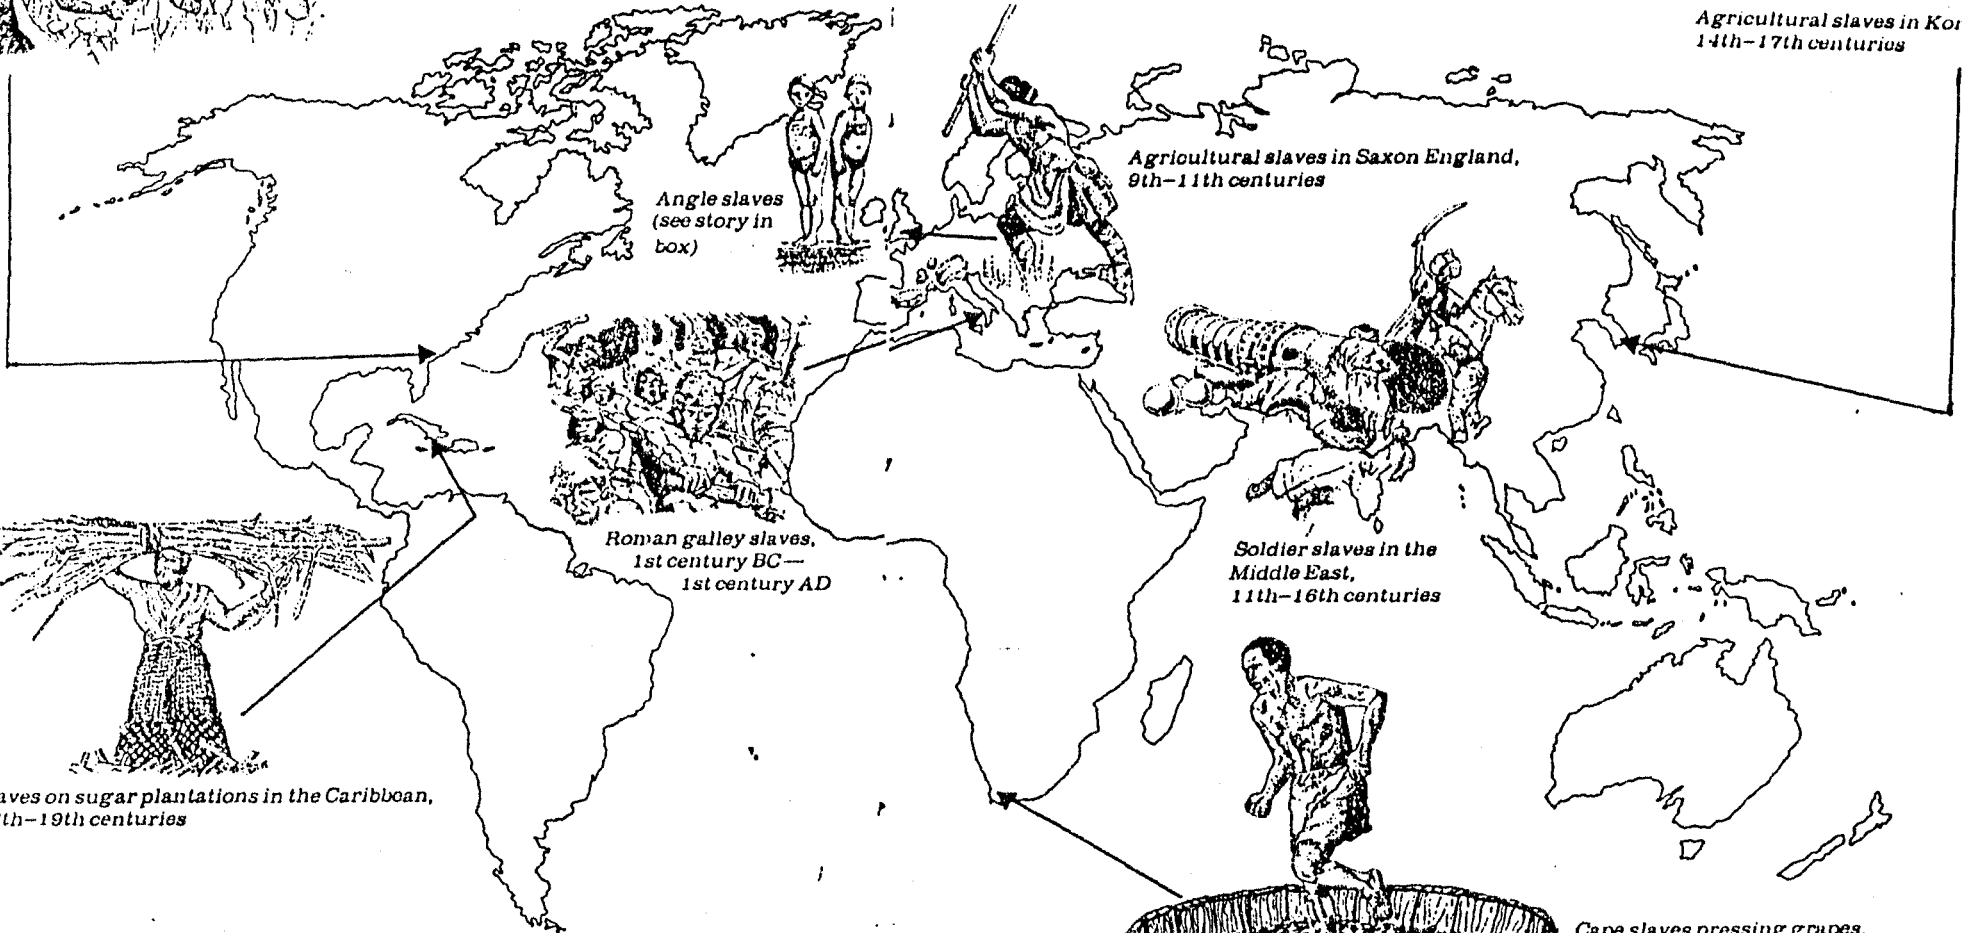 Agricultural slaves in Kor
14th–17th centuries
Agricultural slaves in Saxon England,
9th–11th centuries
Angle slaves
(see story in
box)
Roman galley slaves,
1st century BC—
1st century AD
Soldier slaves in the
Middle East,
11th–16th centuries
aves on sugar plantations in the Caribbean,
th–19th centuries
Cape slaves pressing grapes,